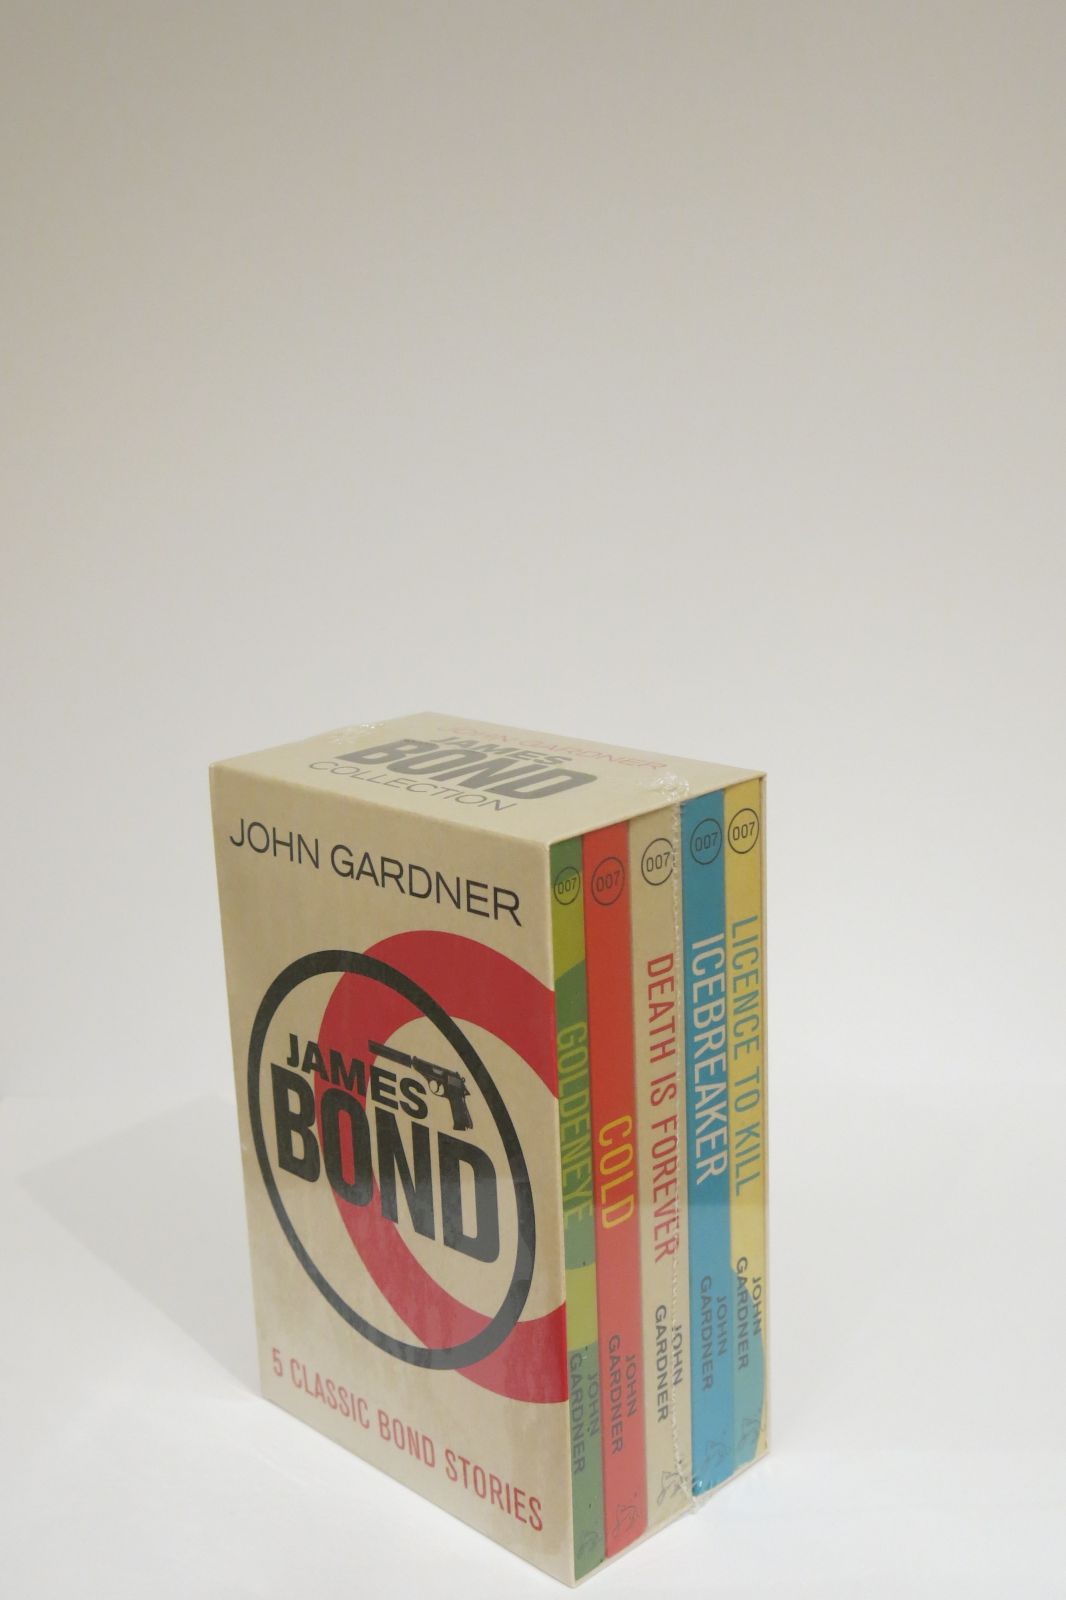 JOHN GARDNER
JAMES
BOND
COLLECTION
JOHN GARDNER
JAMES
BOND
5 CLASSIC BOND STORIES
007
GOLDENEYE
JOHN
GARDNER
007
COLD
JOHN
GARDNER
007
DEATH IS FOREVER
JOHN
GARDNER
007
ICEBREAKER
JOHN
GARDNER
007
LICENCE TO KILL
JOHN
GARDNER